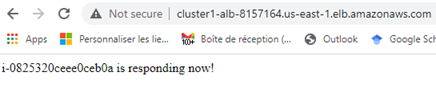 Not secure | cluster1-alb-8157164.us-east-1.elb.amazonaws.com
Apps Personnaliser les lie... 100+ Boîte de réception (... Outlook Google Sch
i-0825320ceee0ceb0a is responding now!